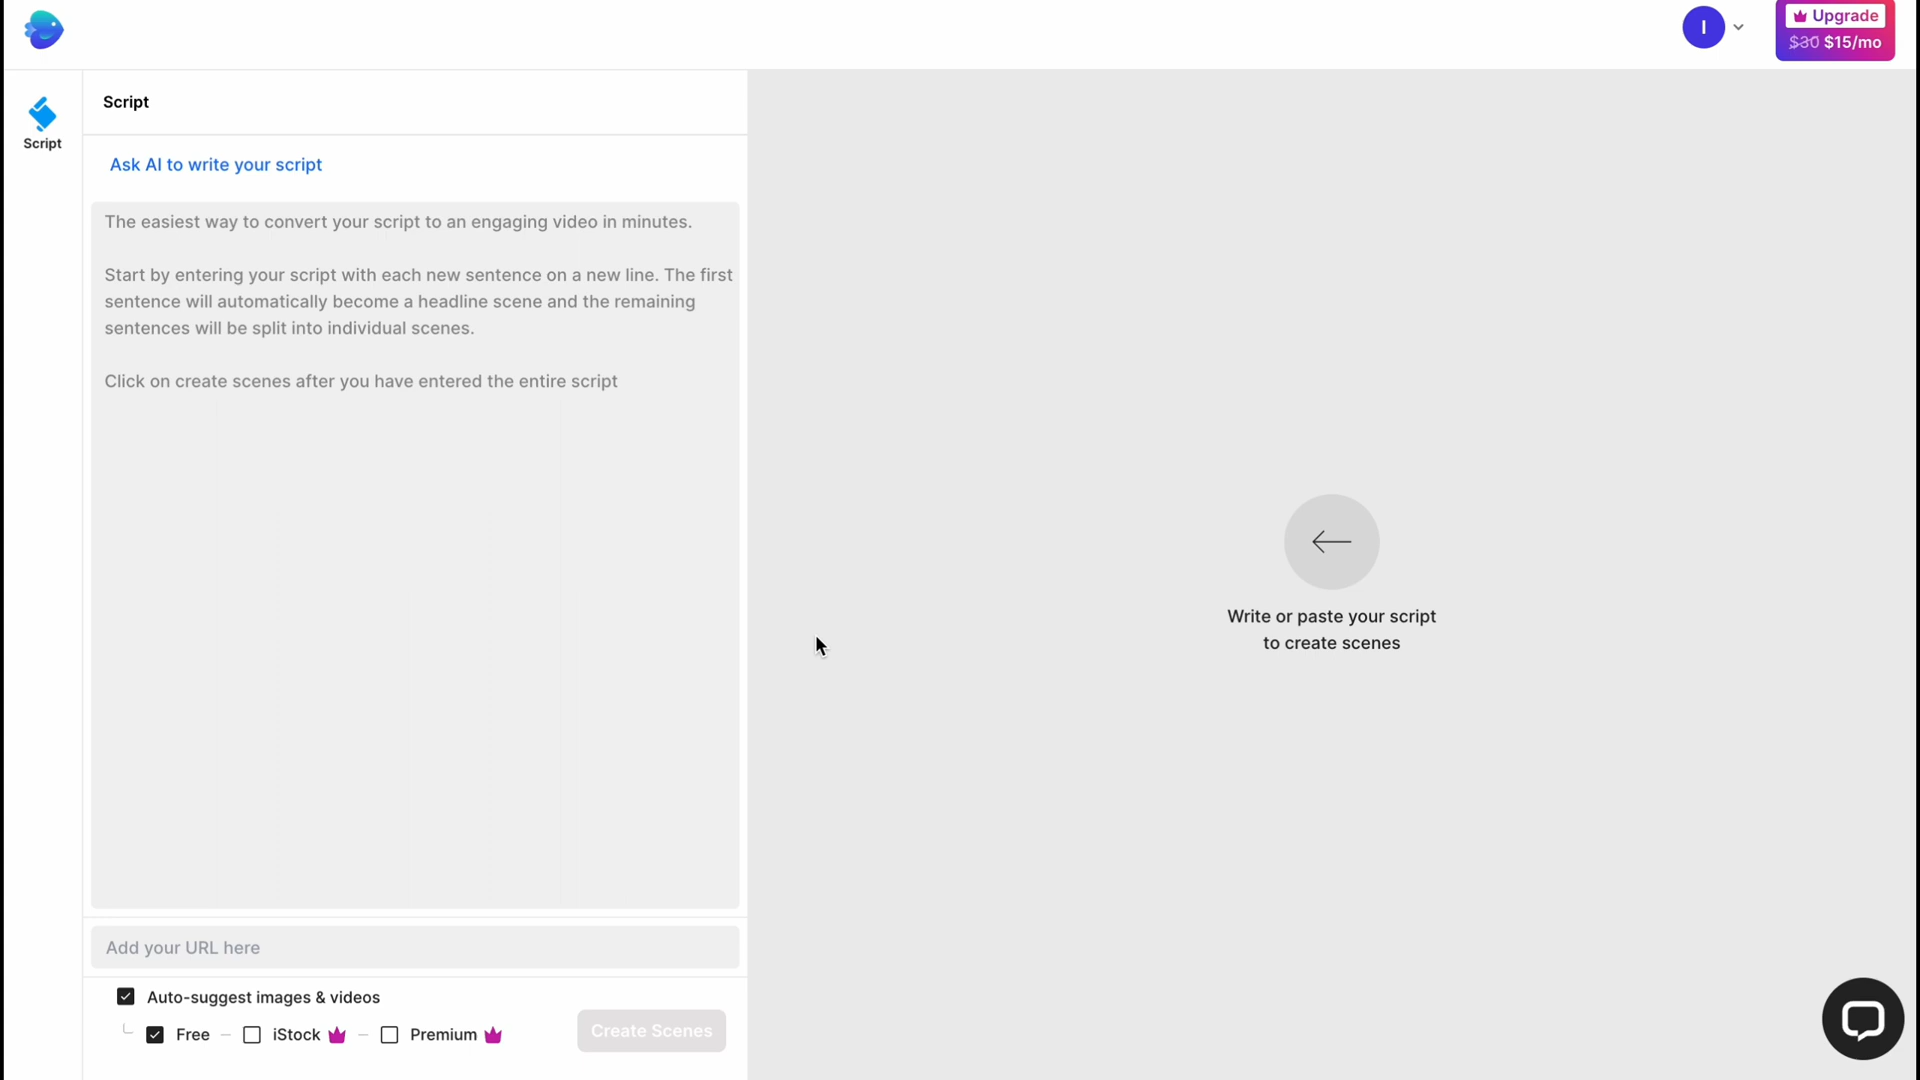 I
Upgrade
$30 $15/mo
Script
Script
Ask AI to write your script
The easiest way to convert your script to an engaging video in minutes.
Start by entering your script with each new sentence on a new line. The first
sentence will automatically become a headline scene and the remaining
sentences will be split into individual scenes.
Click on create scenes after you have entered the entire script
Write or paste your script
to create scenes
Add your URL here
Auto-suggest images & videos
Free iStock Premium
Create Scenes